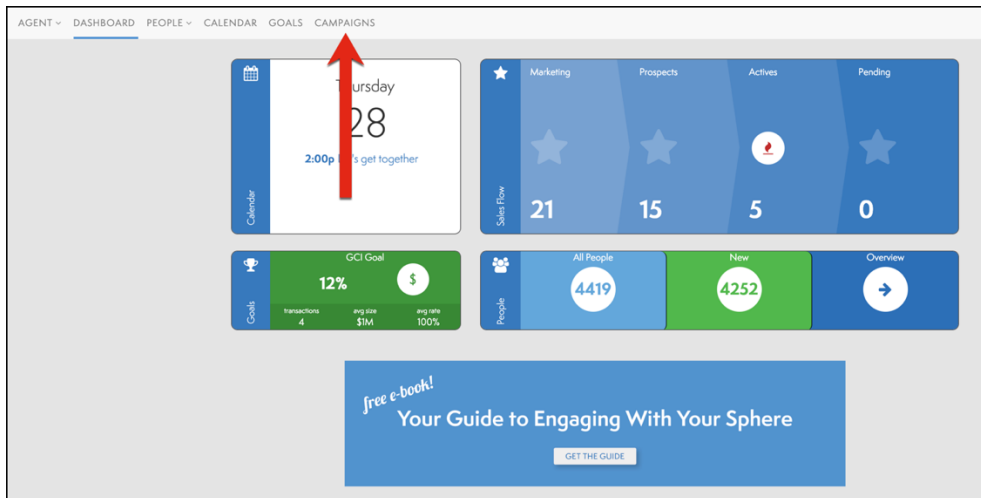 AGENT DASHBOARD PEOPLE CALENDAR GOALS CAMPAIGNS
Thursday
28
2:00p 's get together
Calendar
Marketing Prospects Actives Pending
21 15 5 0
Sales Flow
GCI Goal
12% $
transactions avg size avg rate
4 $1M 100%
Goals
All People New Overview
4419 4252
People
free e-book!
Your Guide to Engaging With Your Sphere
GET THE GUIDE